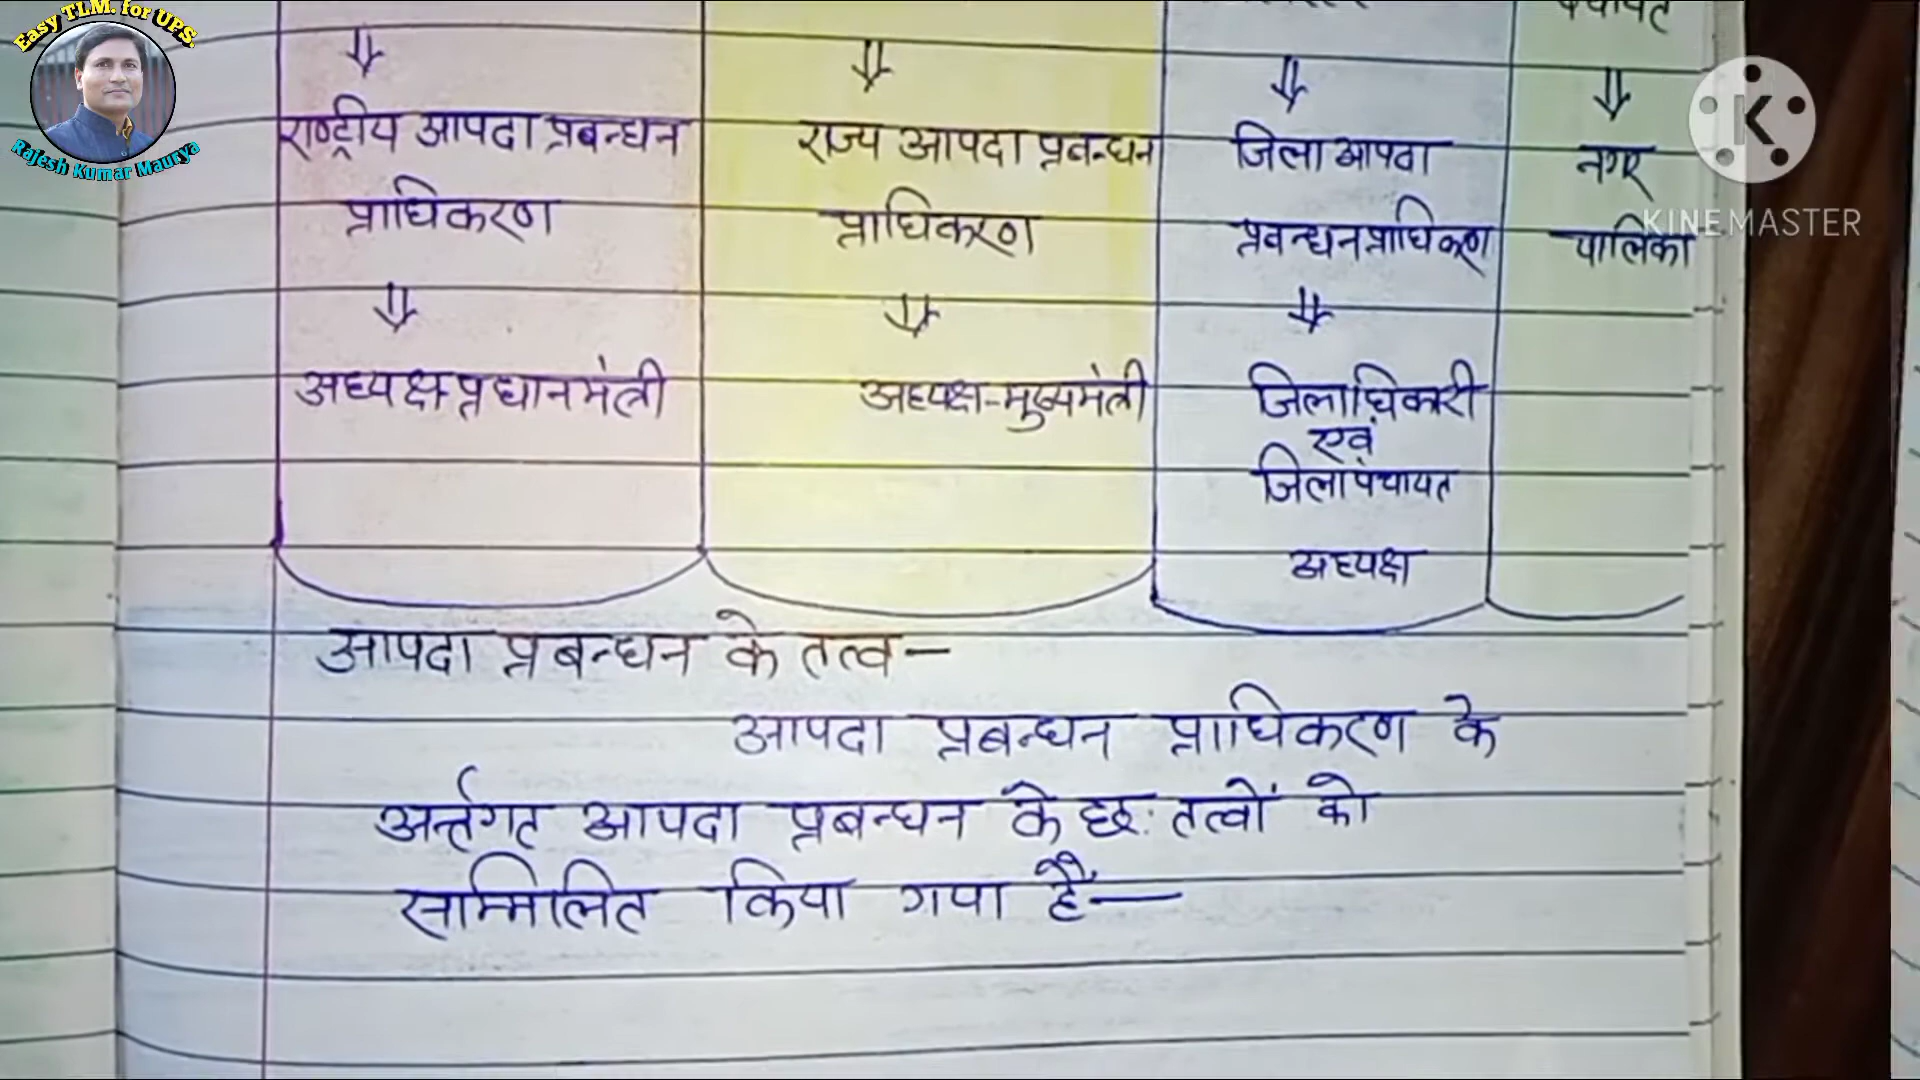 Easy TLM. for UPS.
Rajesh Kumar Maurya
KINEMASTER
पंचायत
राष्ट्रीय आपदा प्रबन्धन
प्राधिकरण
अध्यक्ष-प्रधानमंत्री
राज्य आपदा प्रबन्धन
प्राधिकरण
अध्यक्ष-मुख्यमंत्री
जिला आपदा
प्रबन्धन प्राधिकरण
जिलाधिकारी
एवं
जिला पंचायत
अध्यक्ष
नगर
पालिका
आपदा प्रबन्धन के तत्व-
आपदा प्रबन्धन प्राधिकरण के
अर्न्तगत आपदा प्रबन्धन के छः तत्वों को
सम्मिलित किया गया है-